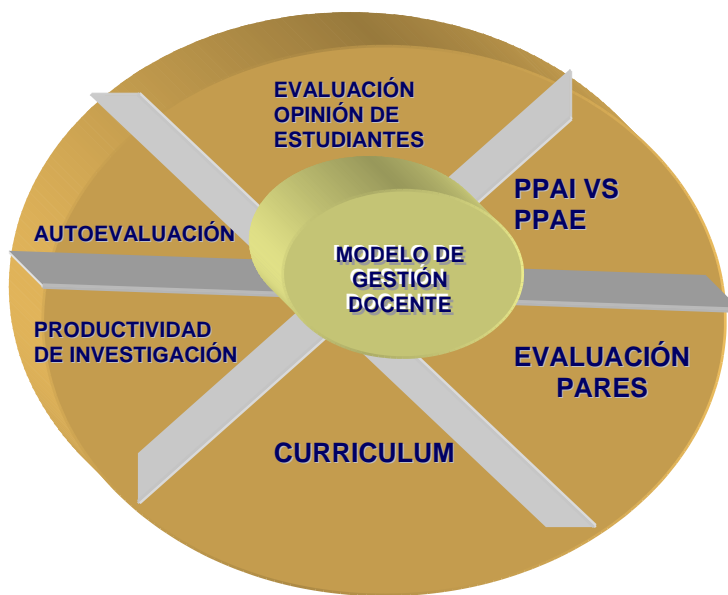 EVALUACIÓN
OPINIÓN DE
ESTUDIANTES
PPAI VS
PPAE
AUTOEVALUACIÓN
MODELO DE
GESTIÓN
DOCENTE
PRODUCTIVIDAD
DE INVESTIGACIÓN
EVALUACIÓN
PARES
CURRICULUM